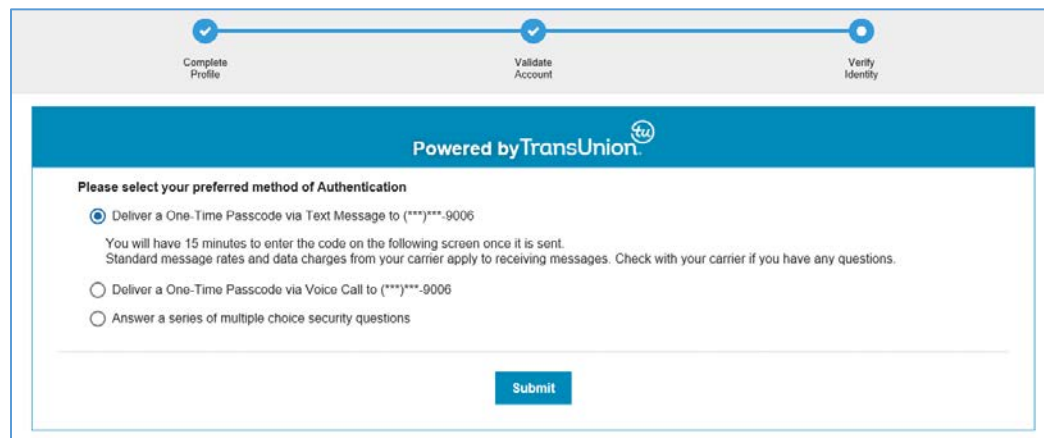 Complete
Profile
Validate
Account
Verify
Identity
Powered by TransUnion.
tu
Please select your preferred method of Authentication
Deliver a One-Time Passcode via Text Message to (***)***-9006
You will have 15 minutes to enter the code on the following screen once it is sent.
Standard message rates and data charges from your carrier apply to receiving messages. Check with your carrier if you have any questions.
Deliver a One-Time Passcode via Voice Call to (***)***-9006
Answer a series of multiple choice security questions
Submit